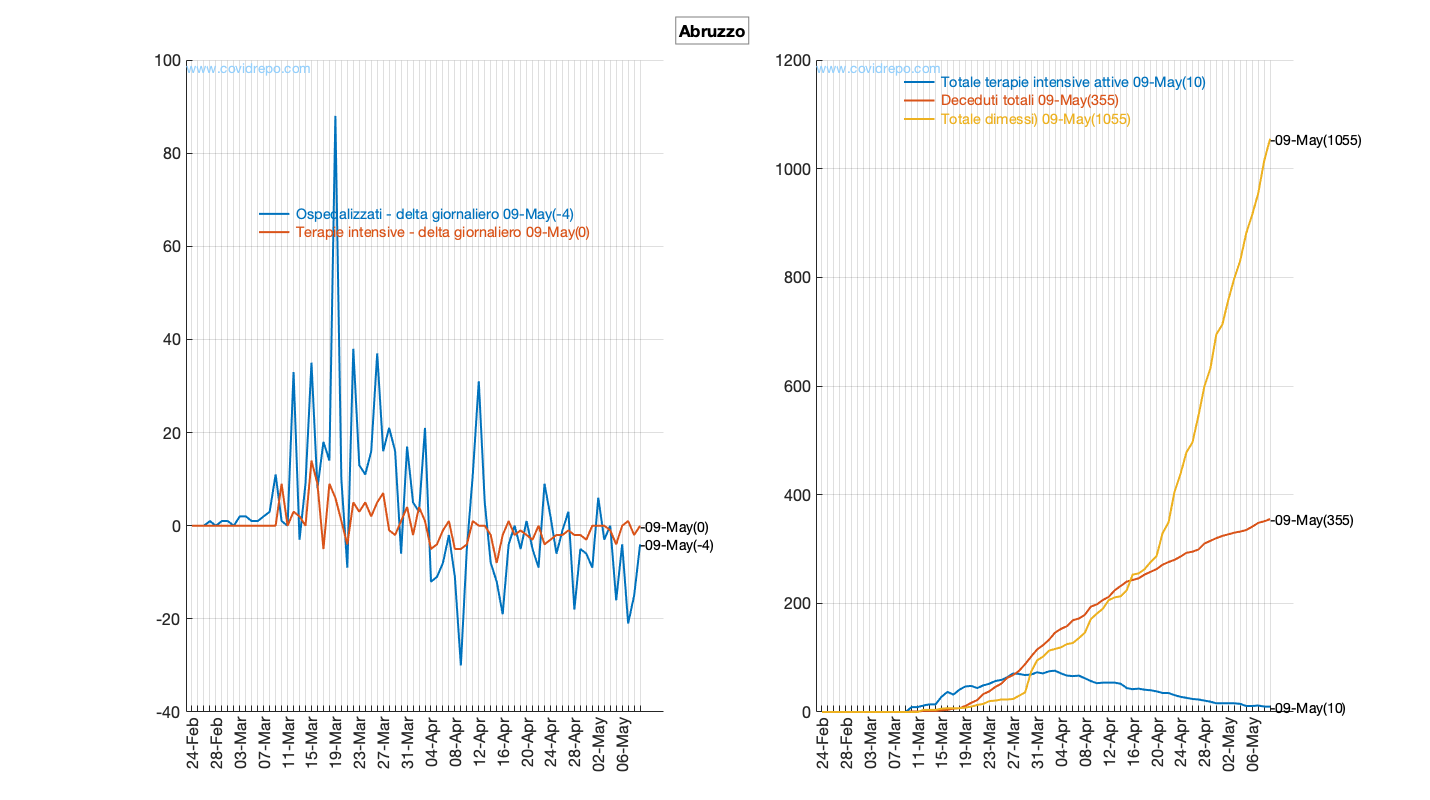 Abruzzo
www.covidrepo.com
Ospedalizzati - delta giornaliero 09-May(-4)
Terapie intensive - delta giornaliero 09-May(0)
100
80
60
40
20
0
-20
-40
09-May(0)
09-May(-4)
24-Feb
28-Feb
03-Mar
07-Mar
11-Mar
15-Mar
19-Mar
23-Mar
27-Mar
31-Mar
04-Apr
08-Apr
12-Apr
16-Apr
20-Apr
24-Apr
28-Apr
02-May
06-May
www.covidrepo.com
Totale terapie intensive attive 09-May(10)
Deceduti totali 09-May(355)
Totale dimessi) 09-May(1055)
1200
1000
800
600
400
200
0
09-May(1055)
09-May(355)
09-May(10)
24-Feb
28-Feb
03-Mar
07-Mar
11-Mar
15-Mar
19-Mar
23-Mar
27-Mar
31-Mar
04-Apr
08-Apr
12-Apr
16-Apr
20-Apr
24-Apr
28-Apr
02-May
06-May